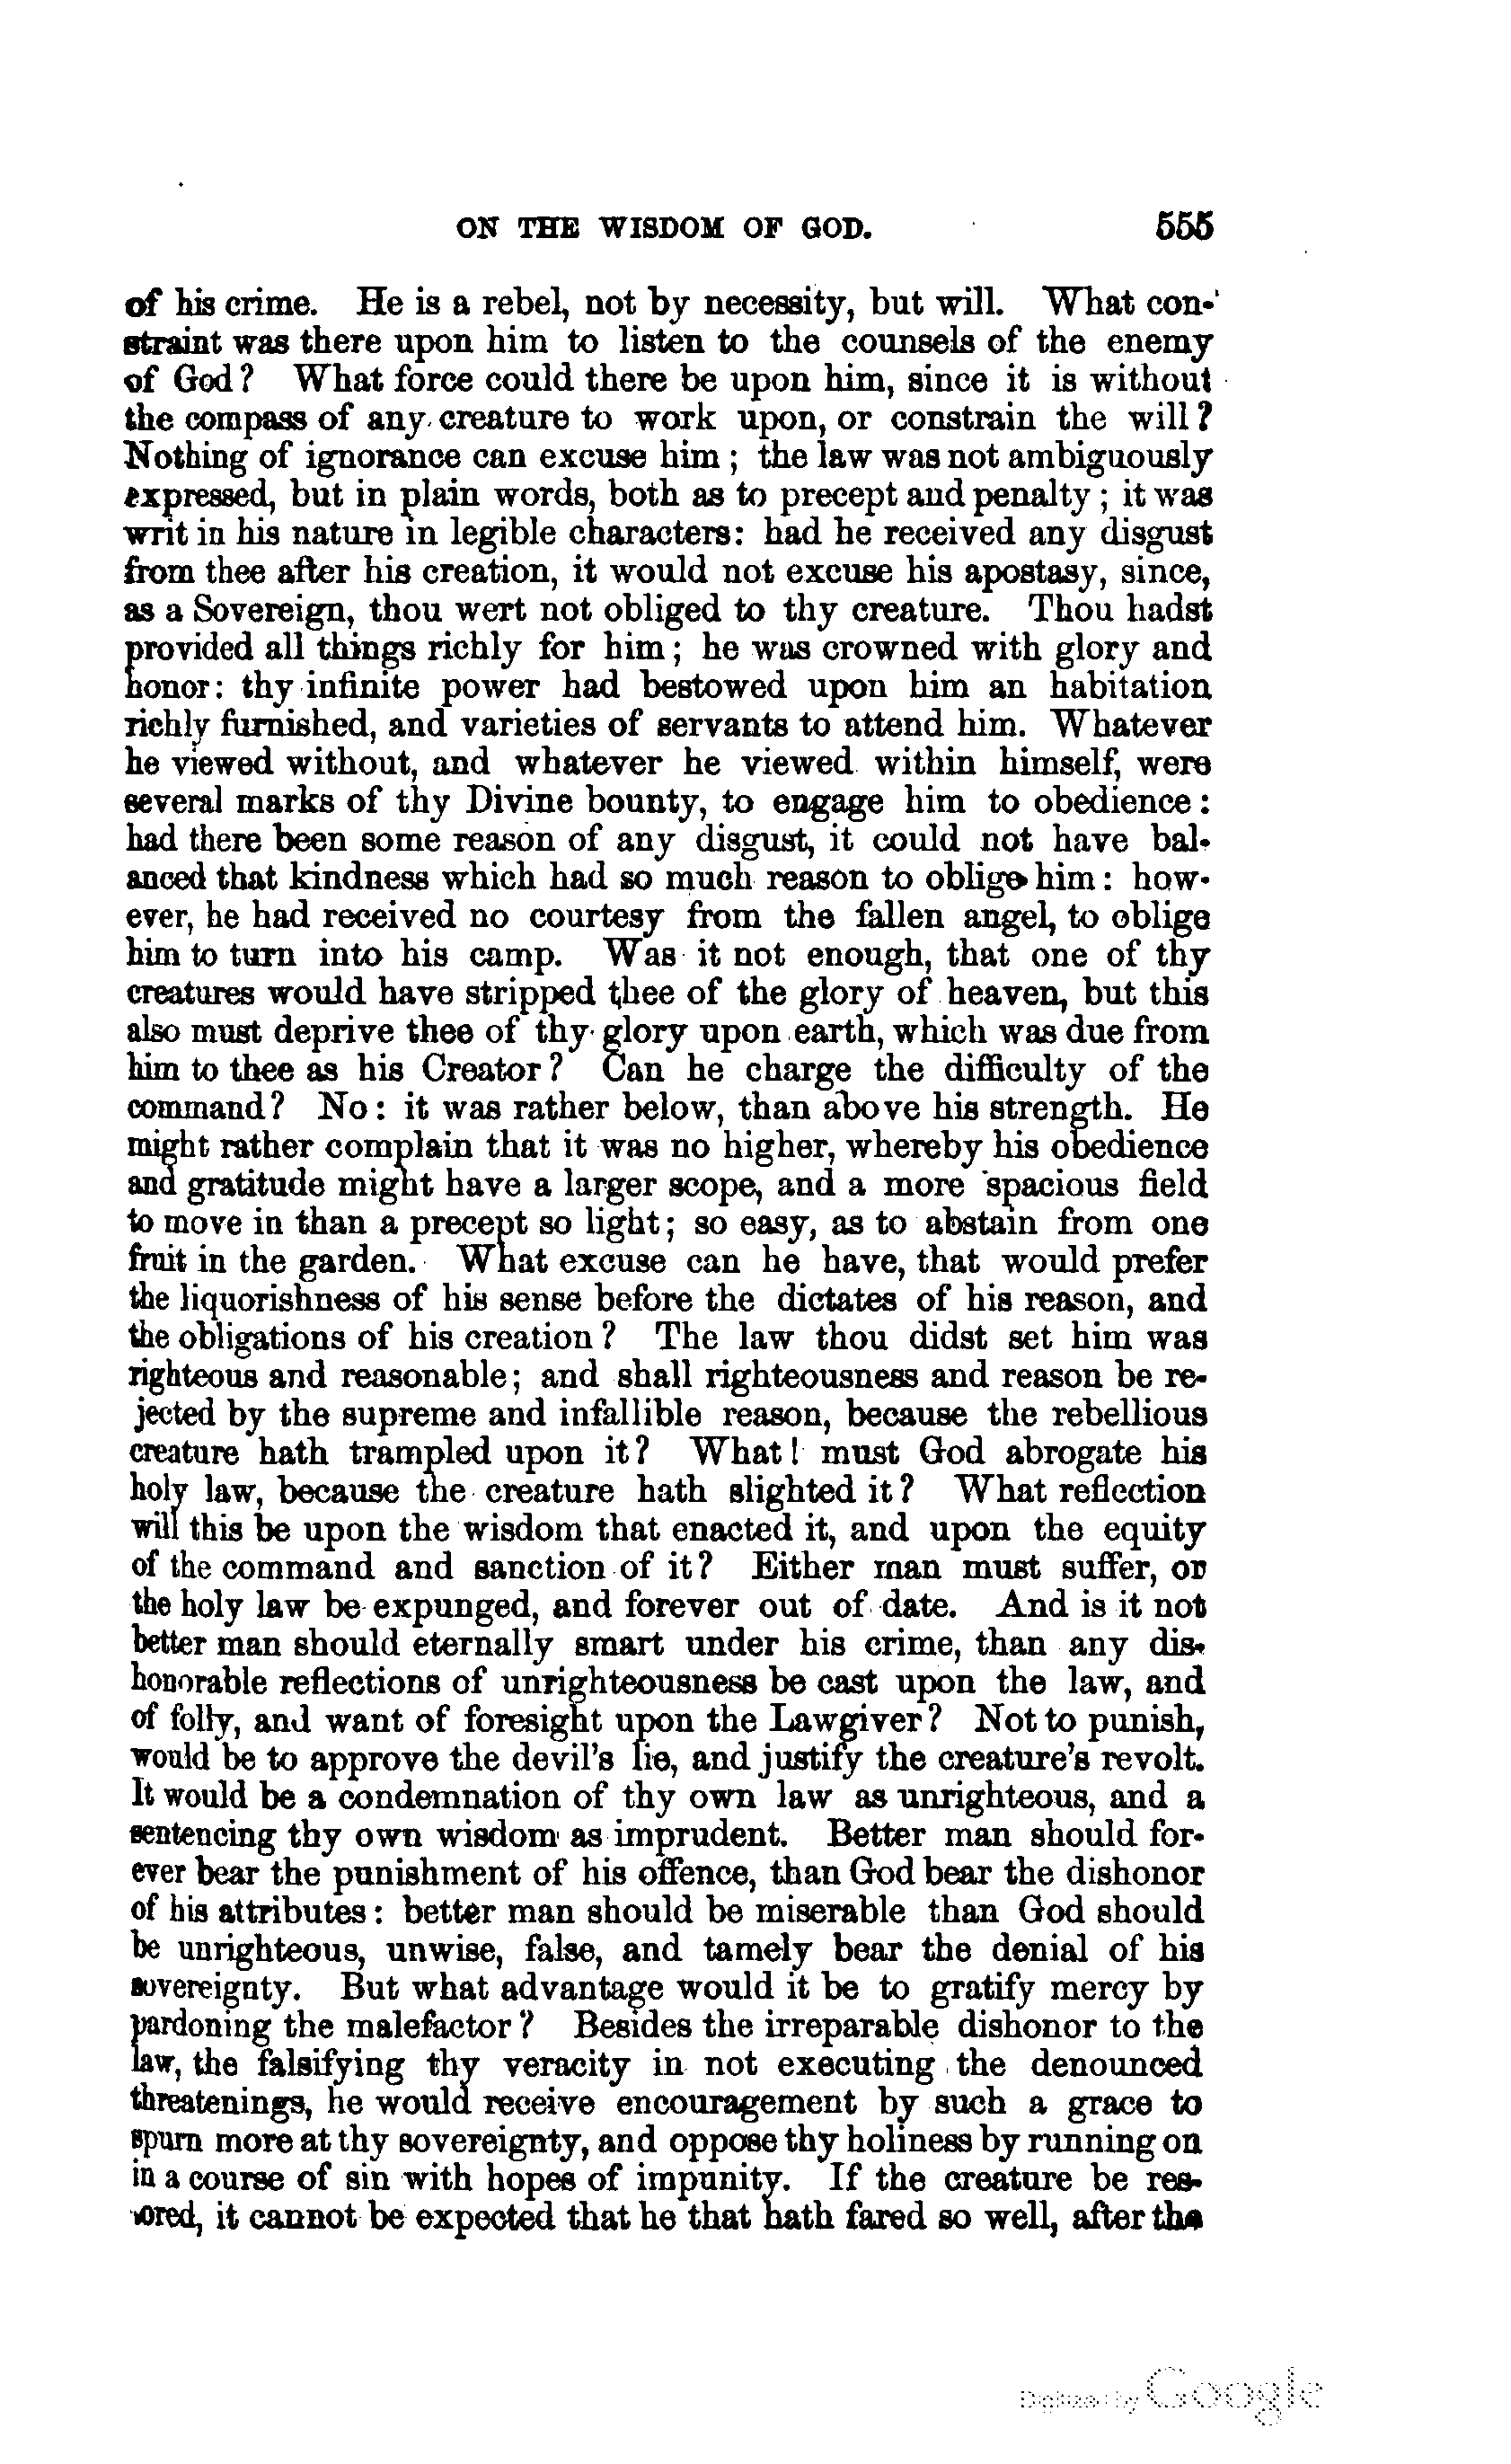 ON THE WISDOM OF GOD. 555
of his crime. He is a rebel, not by necessity, but will. What con-
straint was there upon him to listen to the counsels of the enemy
of God? What force could there be upon him, since it is without
the compass of any creature to work upon, or constrain the will?
Nothing of ignorance can excuse him; the law was not ambiguously
expressed, but in plain words, both as to precept and penalty; it was
writ in his nature in legible characters: had he received any disgust
from thee after his creation, it would not excuse his apostasy, since,
as a Sovereign, thou wert not obliged to thy creature. Thou hadst
provided all things richly for him; he was crowned with glory and
honor: thy infinite power had bestowed upon him an habitation
richly furnished, and varieties of servants to attend him. Whatever
he viewed without, and whatever he viewed within himself, were
several marks of thy Divine bounty, to engage him to obedience:
had there been some reason of any disgust, it could not have bal-
anced that kindness which had so much reason to oblige him: how-
ever, he had received no courtesy from the fallen angel, to oblige
him to turn into his camp. Was it not enough, that one of thy
creatures would have stripped thee of the glory of heaven, but this
also must deprive thee of thy glory upon earth, which was due from
him to thee as his Creator? Can he charge the difficulty of the
command? No: it was rather below, than above his strength. He
might rather complain that it was no higher, whereby his obedience
and gratitude might have a larger scope, and a more spacious field
to move in than a precept so light; so easy, as to abstain from one
fruit in the garden. What excuse can he have, that would prefer
the liquorishness of his sense before the dictates of his reason, and
the obligations of his creation? The law thou didst set him was
righteous and reasonable; and shall righteousness and reason be re-
jected by the supreme and infallible reason, because the rebellious
creature hath trampled upon it? What! must God abrogate his
holy law, because the creature hath slighted it? What reflection
will this be upon the wisdom that enacted it, and upon the equity
of the command and sanction of it? Either man must suffer, or
the holy law be expunged, and forever out of date. And is it not
better man should eternally smart under his crime, than any dis-
honorable reflections of unrighteousness be cast upon the law, and
of folly, and want of foresight upon the Lawgiver? Not to punish,
would be to approve the devil's lie, and justify the creature's revolt.
It would be a condemnation of thy own law as unrighteous, and a
sentencing thy own wisdom as imprudent. Better man should for-
ever bear the punishment of his offence, than God bear the dishonor
of his attributes: better man should be miserable than God should
be unrighteous, unwise, false, and tamely bear the denial of his
sovereignty. But what advantage would it be to gratify mercy by
pardoning the malefactor? Besides the irreparable dishonor to the
law, the falsifying thy veracity in not executing the denounced
threatenings, he would receive encouragement by such a grace to
spurn more at thy sovereignty, and oppose thy holiness by running on
in a course of sin with hopes of impunity. If the creature be res-
tored, it cannot be expected that he that hath fared so well, after the
Digitized by Google